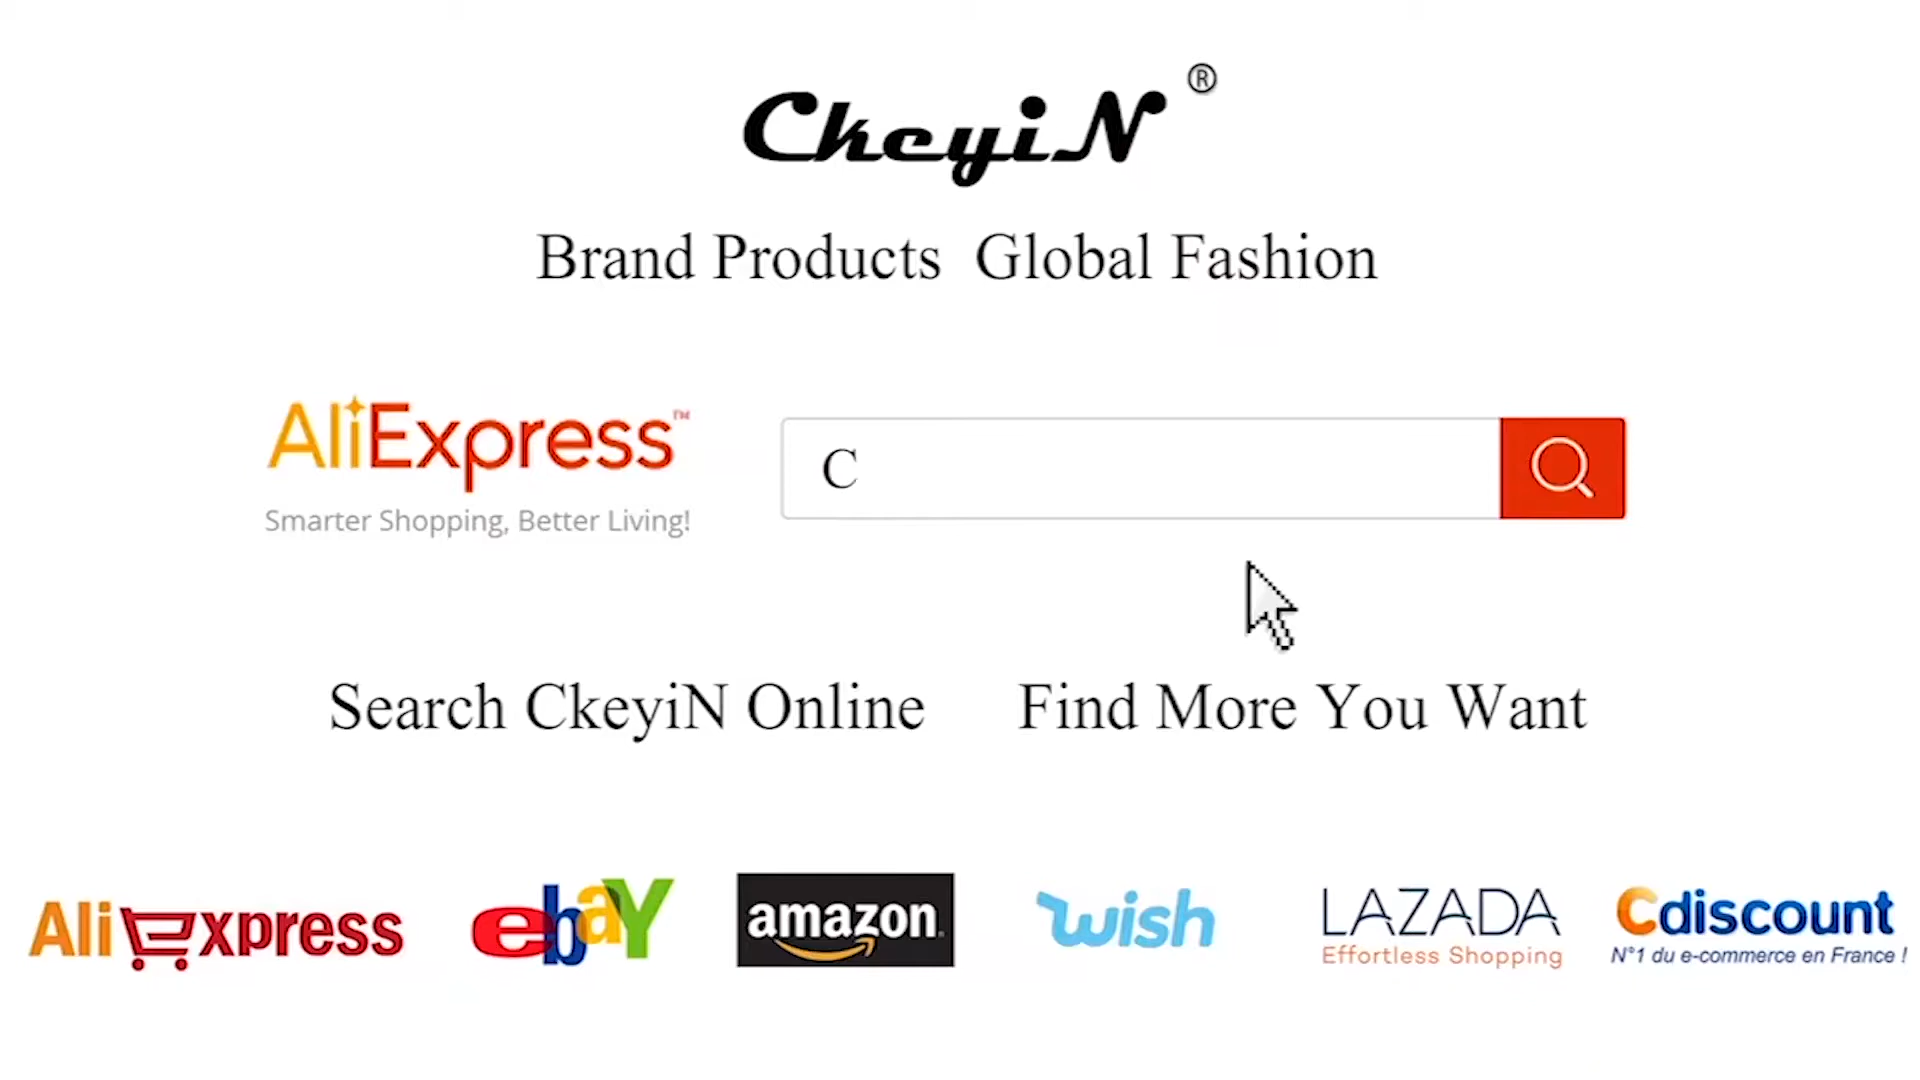 CkeyiN ®
Brand Products Global Fashion
AliExpress™
Smarter Shopping, Better Living!
C
Search CkeyiN Online Find More You Want
AliExpress ebaY amazon wish LAZADA Cdiscount
Effortless Shopping N°1 du e-commerce en France !